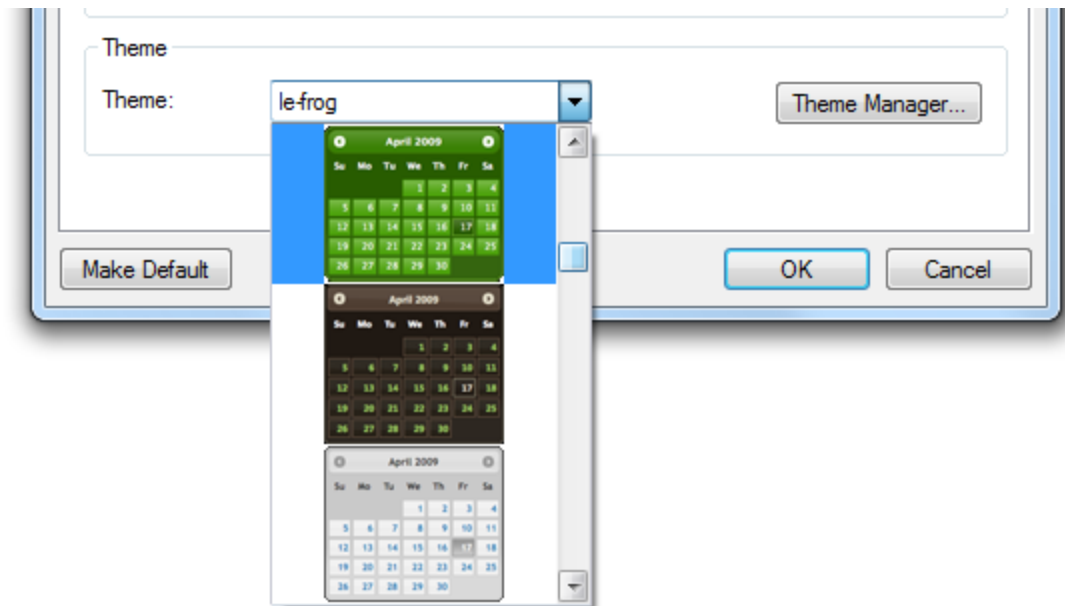 Theme
Theme: le-frog Theme Manager...
April 2009
Su Mo Tu We Th Fr Sa
1 2 3 4
5 6 7 8 9 10 11
12 13 14 15 16 17 18
19 20 21 22 23 24 25
26 27 28 29 30
Make Default OK Cancel
April 2009
Su Mo Tu We Th Fr Sa
1 2 3 4
5 6 7 8 9 10 11
12 13 14 15 16 17 18
19 20 21 22 23 24 25
26 27 28 29 30
April 2009
Su Mo Tu We Th Fr Sa
1 2 3 4
5 6 7 8 9 10 11
12 13 14 15 16 17 18
19 20 21 22 23 24 25
26 27 28 29 30